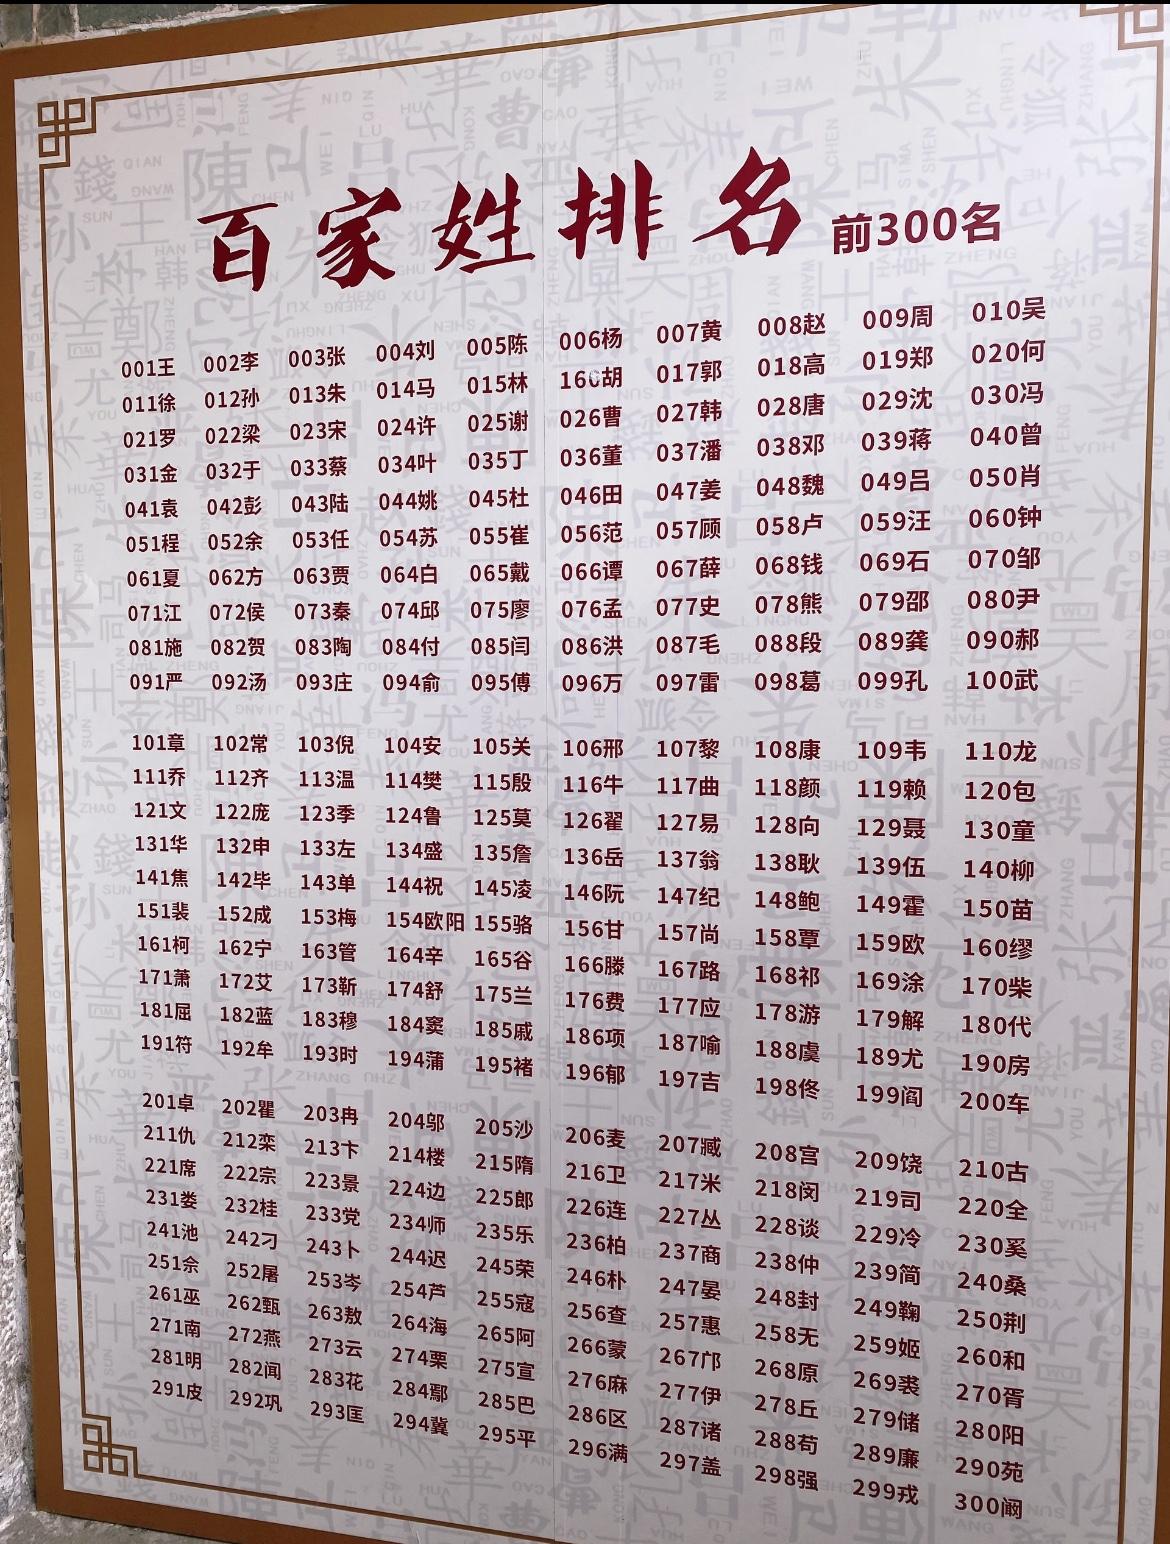 百家姓排名 前300名
001王 002李 003张 004刘 005陈 006杨 007黄 008赵 009周 010吴
011徐 012孙 013朱 014马 015林 160胡 017郭 018高 019郑 020何
021罗 022梁 023宋 024许 025谢 026曹 027韩 028唐 029沈 030冯
031金 032于 033蔡 034叶 035丁 036董 037潘 038邓 039蒋 040曾
041袁 042彭 043陆 044姚 045杜 046田 047姜 048魏 049吕 050肖
051程 052余 053任 054苏 055崔 056范 057顾 058卢 059汪 060钟
061夏 062方 063贾 064白 065戴 066谭 067薛 068钱 069石 070邹
071江 072侯 073秦 074邱 075廖 076孟 077史 078熊 079邵 080尹
081施 082贺 083陶 084付 085闫 086洪 087毛 088段 089龚 090郝
091严 092汤 093庄 094俞 095傅 096万 097雷 098葛 099孔 100武
101章 102常 103倪 104安 105关 106邢 107黎 108康 109韦 110龙
111乔 112齐 113温 114樊 115殷 116牛 117曲 118颜 119赖 120包
121文 122庞 123季 124鲁 125莫 126翟 127易 128向 129聂 130童
131华 132申 133左 134盛 135詹 136岳 137翁 138耿 139伍 140柳
141焦 142毕 143单 144祝 145凌 146阮 147纪 148鲍 149霍 150苗
151裴 152成 153梅 154欧阳 155骆 156甘 157尚 158覃 159欧 160缪
161柯 162宁 163管 164辛 165谷 166滕 167路 168祁 169涂 170柴
171萧 172艾 173靳 174舒 175兰 176费 177应 178游 179解 180代
181屈 182蓝 183穆 184窦 185戚 186项 187喻 188虞 189尤 190房
191符 192牟 193时 194蒲 195褚 196郁 197吉 198佟 199阎 200车
201卓 202瞿 203冉 204邬 205沙 206麦 207臧 208宫 209饶 210古
211仇 212栾 213卞 214楼 215隋 216卫 217米 218闵 219司 220全
221席 222宗 223景 224边 225郎 226连 227丛 228谈 229冷 230奚
231娄 232桂 233党 234师 235乐 236柏 237商 238仲 239简 240桑
241池 242刁 243卜 244迟 245荣 246朴 247晏 248封 249鞠 250荆
251佘 252屠 253岑 254芦 255寇 256查 257惠 258无 259姬 260和
261巫 262甄 263敖 264海 265阿 266蒙 267邝 268原 269裘 270胥
271南 272燕 273云 274栗 275宣 276麻 277伊 278丘 279储 280阳
281明 282闻 283花 284鄢 285巴 286区 287诸 288苟 289廉 290苑
291皮 292巩 293匡 294冀 295平 296满 297盖 298强 299戎 300阚